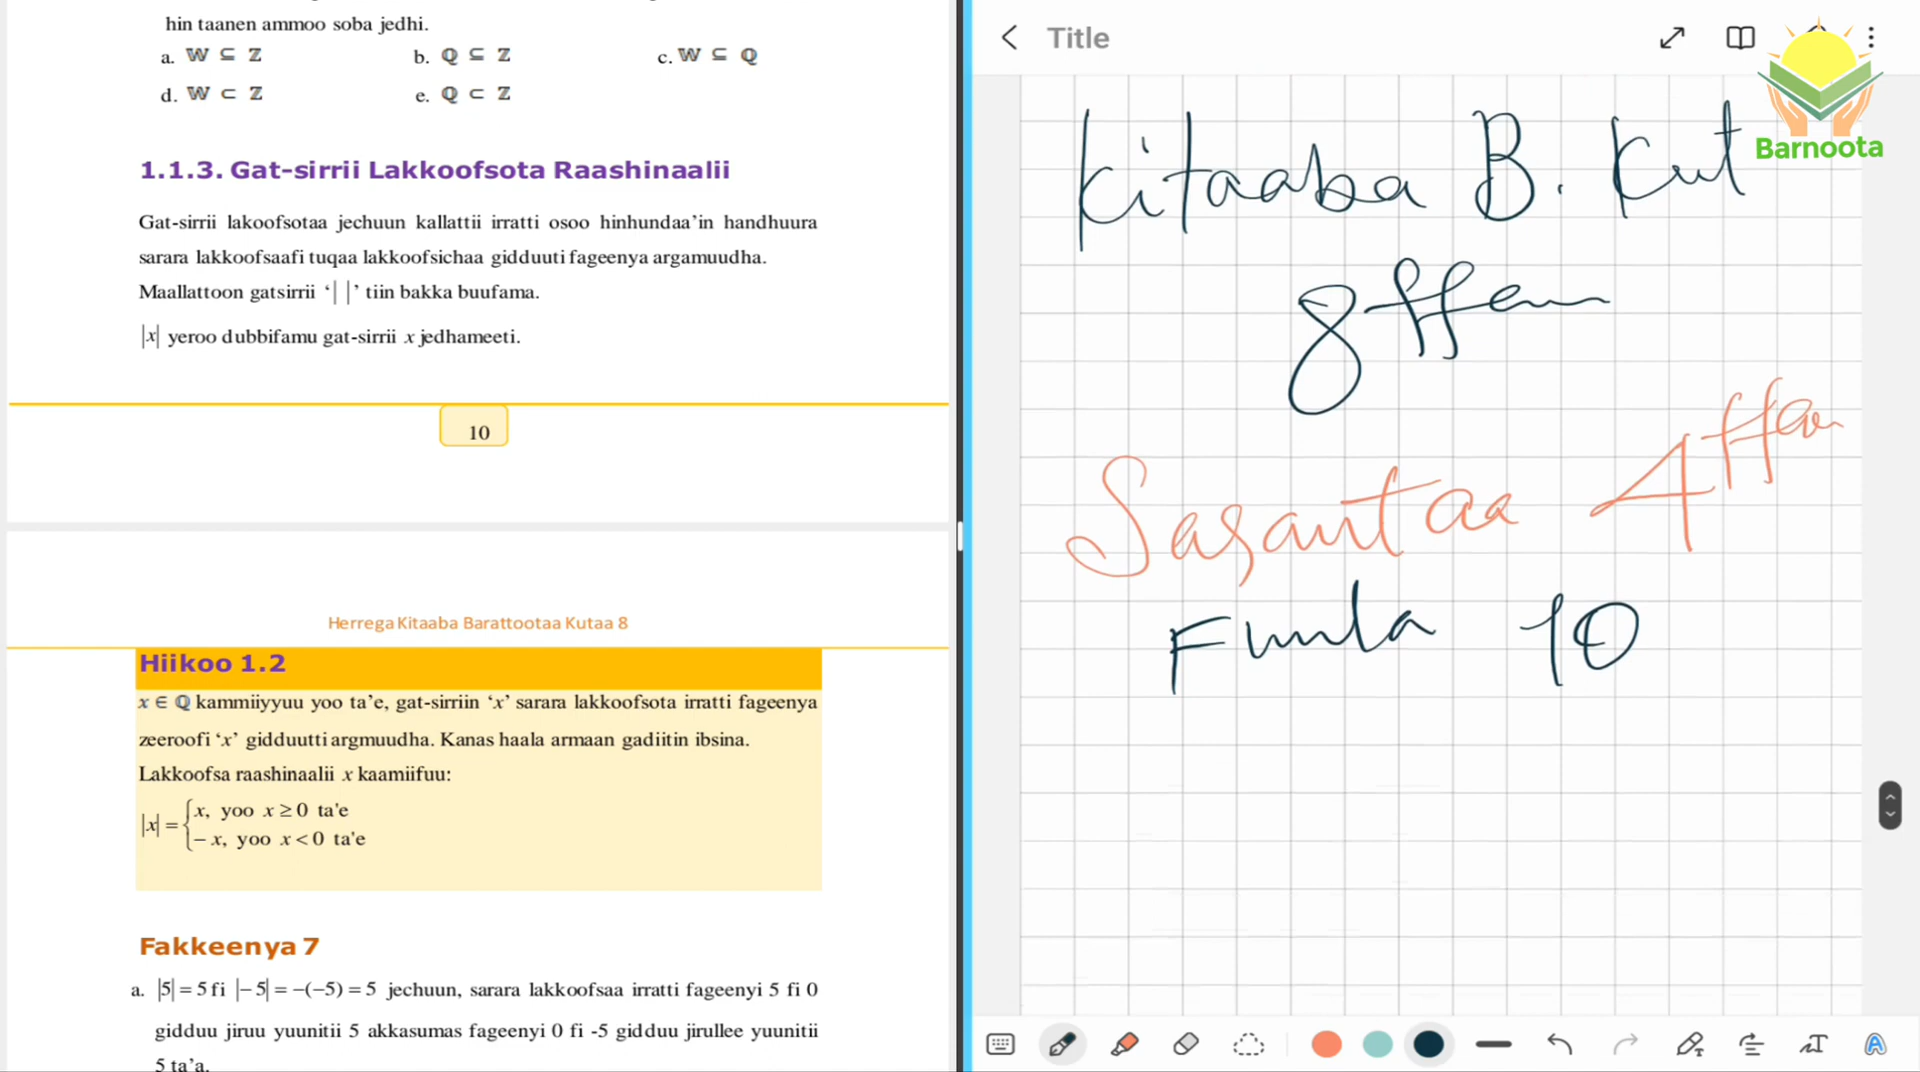 hin taanen ammoo soba jedhi.
a. 𝕎 ⊆ ℤ b. ℚ ⊆ ℤ c. 𝕎 ⊆ ℚ
d. 𝕎 ⊂ ℤ e. ℚ ⊂ ℤ
1.1.3. Gat-sirrii Lakkoofsota Raashinaalii
Gat-sirrii lakoofsotaa jechuun kallattii irratti osoo hinhundaa'in handhuura
sarara lakkoofsaafi tuqaa lakkoofsichaa gidduuti fageenya argamuudha.
Maallattoon gatsirrii ‘| |’ tiin bakka buufama.
|x| yeroo dubbifamu gat-sirrii x jedhameeti.
10
Herrega Kitaaba Barattootaa Kutaa 8
Hiikoo 1.2
x ∈ ℚ kammiiyyuu yoo ta'e, gat-sirriin ‘x’ sarara lakkoofsota irratti fageenya
zeeroofi ‘x’ gidduutti argmuudha. Kanas haala armaan gadiitin ibsina.
Lakkoofsa raashinaalii x kaamiifuu:
|x| = { x, yoo x ≥ 0 ta'e
− x, yoo x < 0 ta'e
Fakkeenya 7
a. |5| = 5 fi |− 5| = −(−5) = 5 jechuun, sarara lakkoofsaa irratti fageenyi 5 fi 0
gidduu jiruu yuunitii 5 akkasumas fageenyi 0 fi -5 gidduu jirullee yuunitii
5 ta'a.
Title
Barnoota
Kitaaba B. Kut
8ffaa
4ffaa
Fuula 10